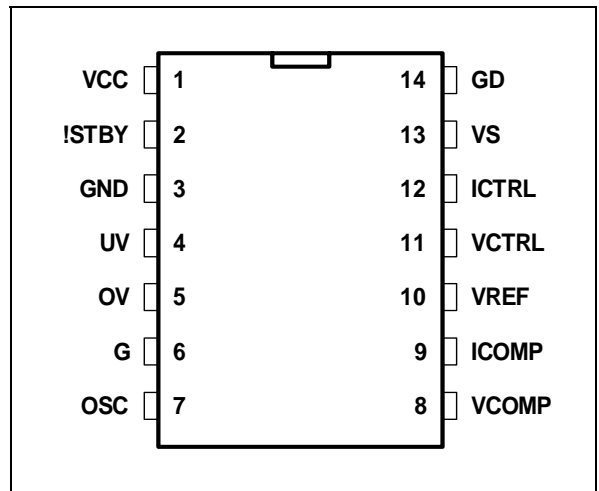 VCC 1 14 GD
!STBY 2 13 VS
GND 3 12 ICTRL
UV 4 11 VCTRL
OV 5 10 VREF
G 6 9 ICOMP
OSC 7 8 VCOMP